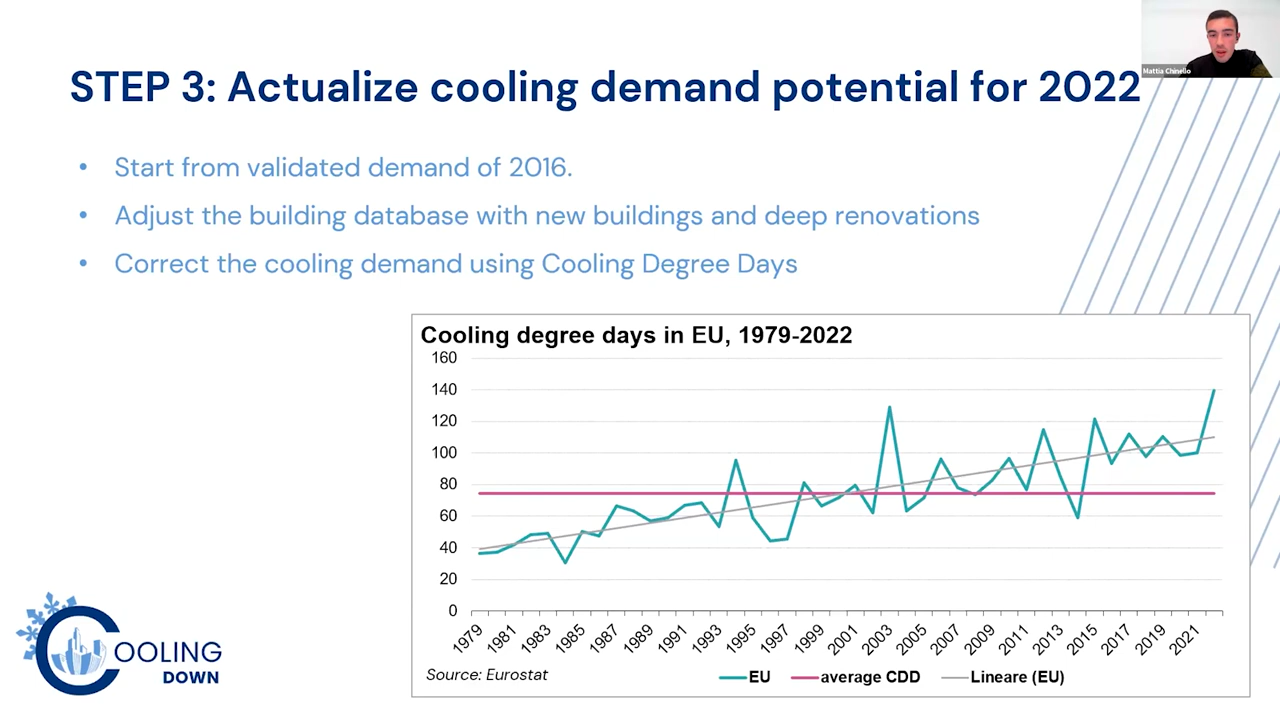 Mattia Chinello
STEP 3: Actualize cooling demand potential for 2022
• Start from validated demand of 2016.
• Adjust the building database with new buildings and deep renovations
• Correct the cooling demand using Cooling Degree Days
Cooling degree days in EU, 1979-2022
160
140
120
100
80
60
40
20
0
1979 1981 1983 1985 1987 1989 1991 1993 1995 1997 1999 2001 2003 2005 2007 2009 2011 2013 2015 2017 2019 2021
Source: Eurostat
EU average CDD Lineare (EU)
COOLING
DOWN